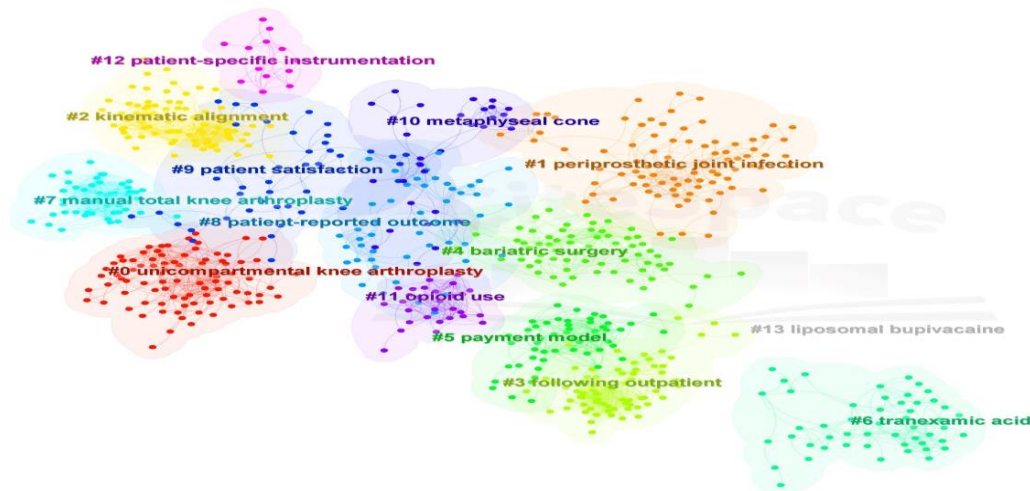 #12 patient-specific instrumentation
#2 kinematic alignment
#10 metaphyseal cone
#1 periprosthetic joint infection
#9 patient satisfaction
#7 manual total knee arthroplasty
#8 patient-reported outcome
#4 bariatric surgery
#0 unicompartmental knee arthroplasty
#11 opioid use
#13 liposomal bupivacaine
#5 payment model
#3 following outpatient
#6 tranexamic acid